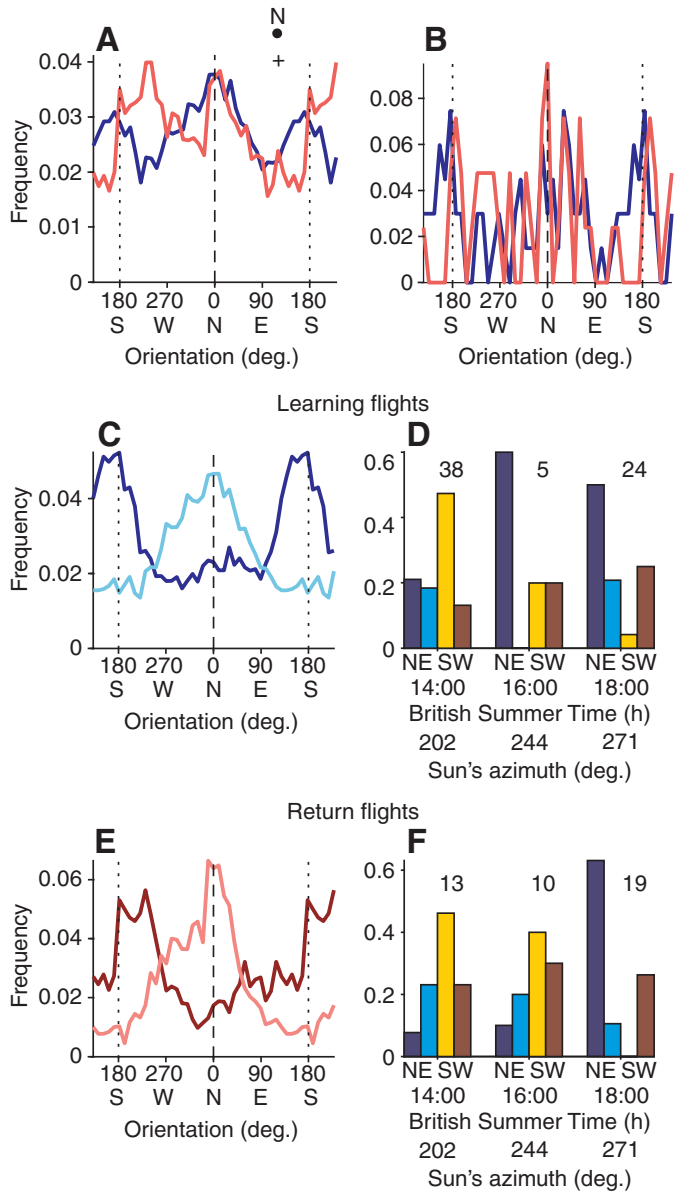 A
N
+
B
0.04
0.03
0.02
0.01
0
Frequency
180 270 0 90 180
S W N E S
Orientation (deg.)
0.08
0.06
0.04
0.02
0
180 270 0 90 180
S W N E S
Orientation (deg.)
Learning flights
C
0.04
0.02
0
Frequency
180 270 0 90 180
S W N E S
Orientation (deg.)
D
0.6
0.4
0.2
0
38 5 24
NE SW NE SW NE SW
14:00 16:00 18:00
British Summer Time (h)
202 244 271
Sun's azimuth (deg.)
Return flights
E
0.06
0.04
0.02
0
Frequency
180 270 0 90 180
S W N E S
Orientation (deg.)
F
0.6
0.4
0.2
0
13 10 19
NE SW NE SW NE SW
14:00 16:00 18:00
British Summer Time (h)
202 244 271
Sun's azimuth (deg.)